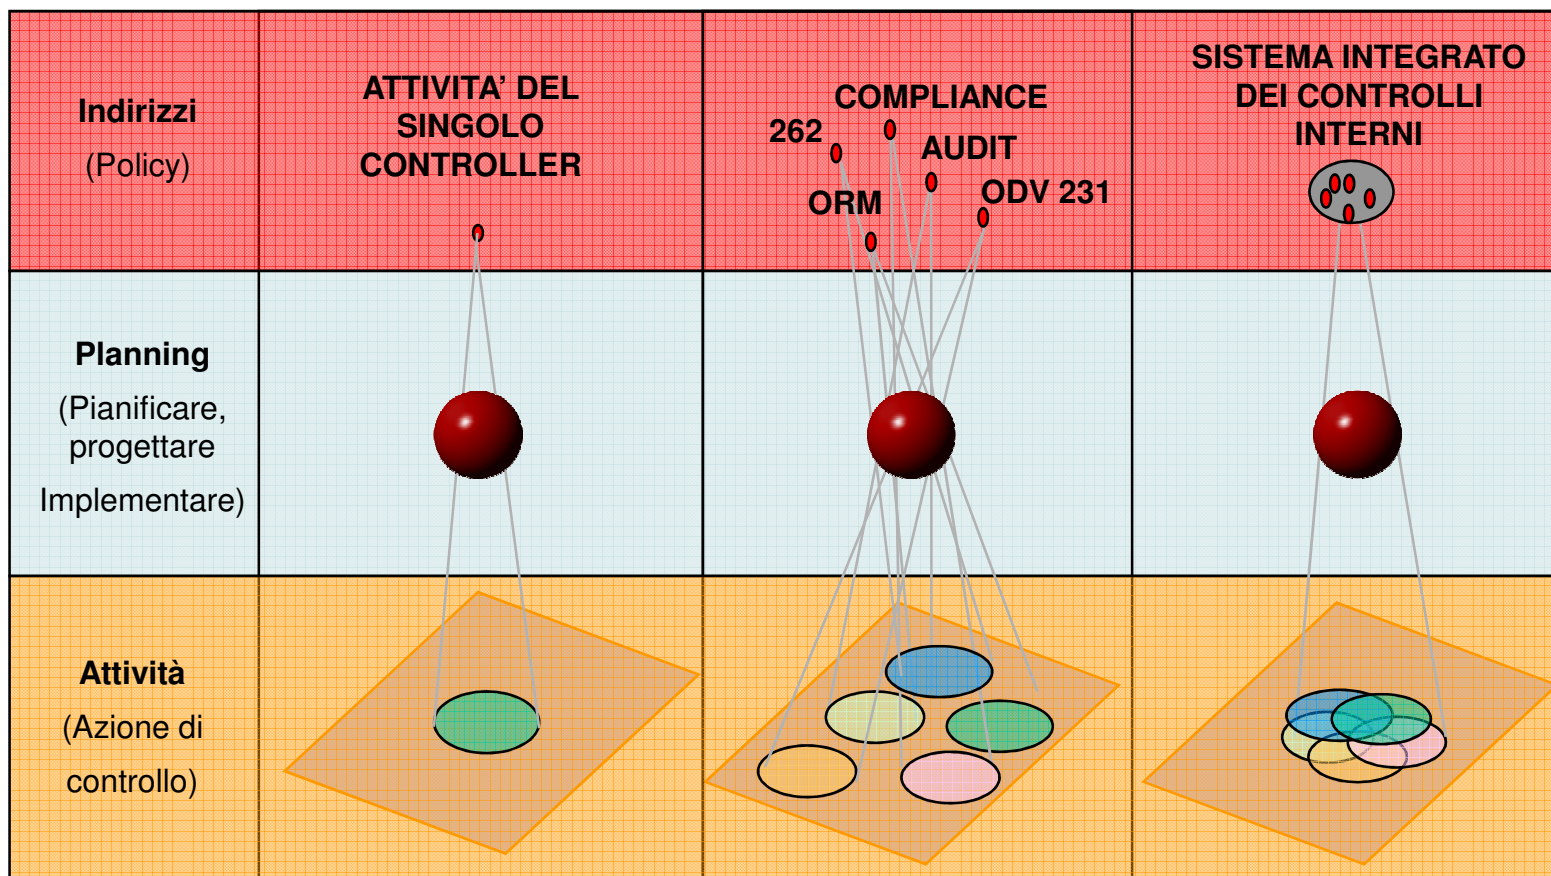 Indirizzi
(Policy)
ATTIVITA’ DEL
SINGOLO
CONTROLLER
COMPLIANCE
262
AUDIT
ORM
ODV 231
SISTEMA INTEGRATO
DEI CONTROLLI
INTERNI
Planning
(Pianificare,
progettare
Implementare)
Attività
(Azione di
controllo)